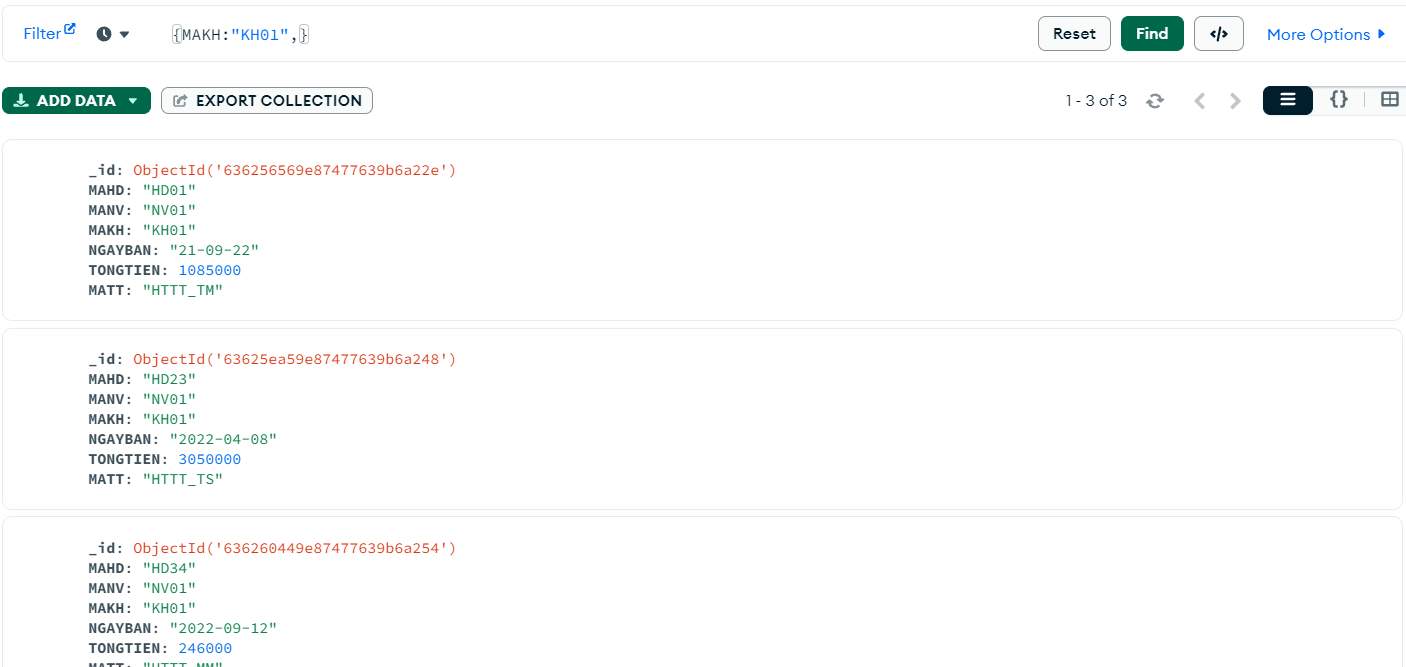 Filter {MAKH:"KH01",} Reset Find </> More Options
ADD DATA EXPORT COLLECTION 1 - 3 of 3 {}
_id: ObjectId('636256569e87477639b6a22e')
MAHD: "HD01"
MANV: "NV01"
MAKH: "KH01"
NGAYBAN: "21-09-22"
TONGTIEN: 1085000
MATT: "HTTT_TM"
_id: ObjectId('63625ea59e87477639b6a248')
MAHD: "HD23"
MANV: "NV01"
MAKH: "KH01"
NGAYBAN: "2022-04-08"
TONGTIEN: 3050000
MATT: "HTTT_TS"
_id: ObjectId('636260449e87477639b6a254')
MAHD: "HD34"
MANV: "NV01"
MAKH: "KH01"
NGAYBAN: "2022-09-12"
TONGTIEN: 246000
MATT: "HTTT_MM"